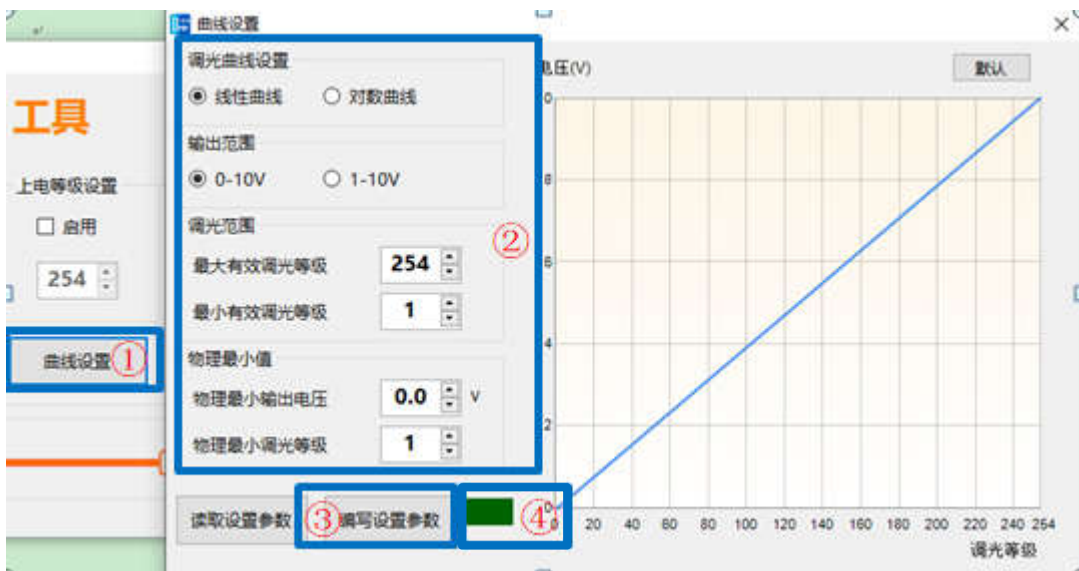 曲线设置
工具
上电等级设置
启用
254
曲线设置 ①
调光曲线设置
线性曲线 对数曲线
输出范围
0-10V 1-10V
调光范围
②
最大有效调光等级 254
最小有效调光等级 1
物理最小值
物理最小输出电压 0.0 V
物理最小调光等级 1
读取设置参数 ③ 编写设置参数 ④
压(V)
默认
0
8
6
4
2
0
0 20 40 60 80 100 120 140 160 180 200 220 240 254
调光等级